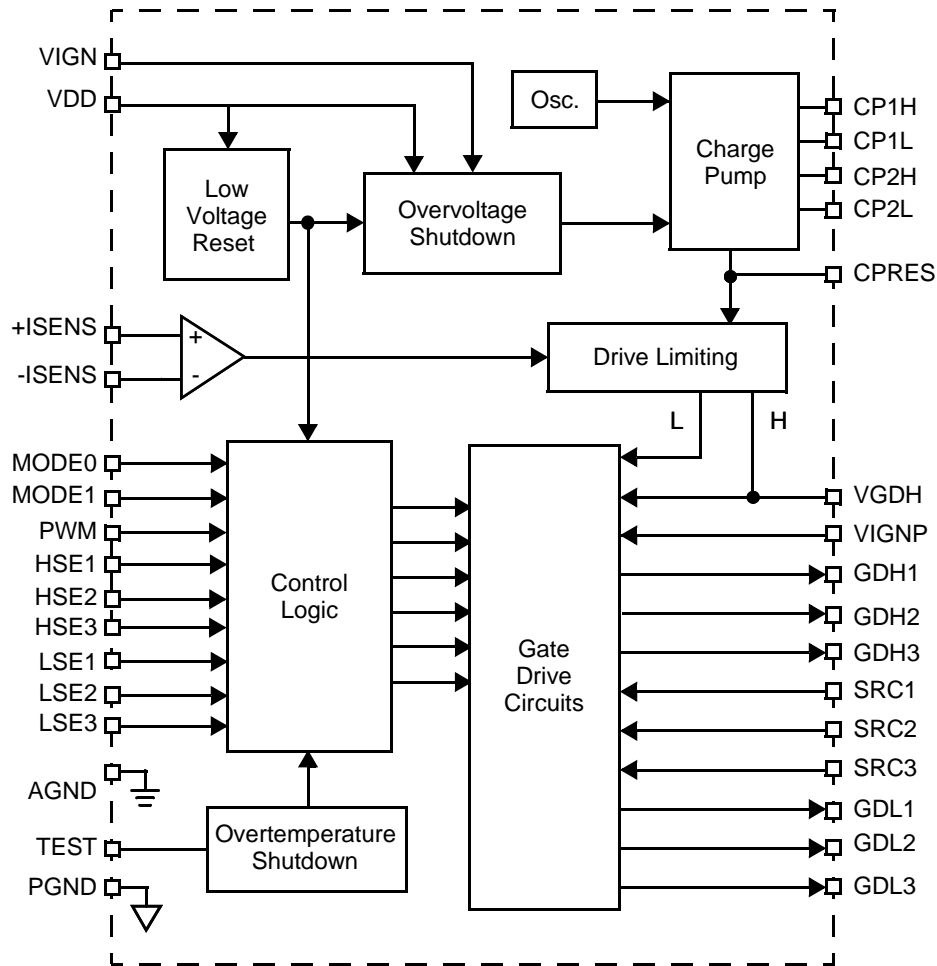 VIGN
VDD
Osc.
Charge
Pump
CP1H
CP1L
CP2H
CP2L
CPRES
Low
Voltage
Reset
Overvoltage
Shutdown
+ISENS
-ISENS
+
-
Drive Limiting
L
H
MODE0
MODE1
PWM
HSE1
HSE2
HSE3
LSE1
LSE2
LSE3
AGND
TEST
PGND
Control
Logic
Overtemperature
Shutdown
Gate
Drive
Circuits
VGDH
VIGNP
GDH1
GDH2
GDH3
SRC1
SRC2
SRC3
GDL1
GDL2
GDL3